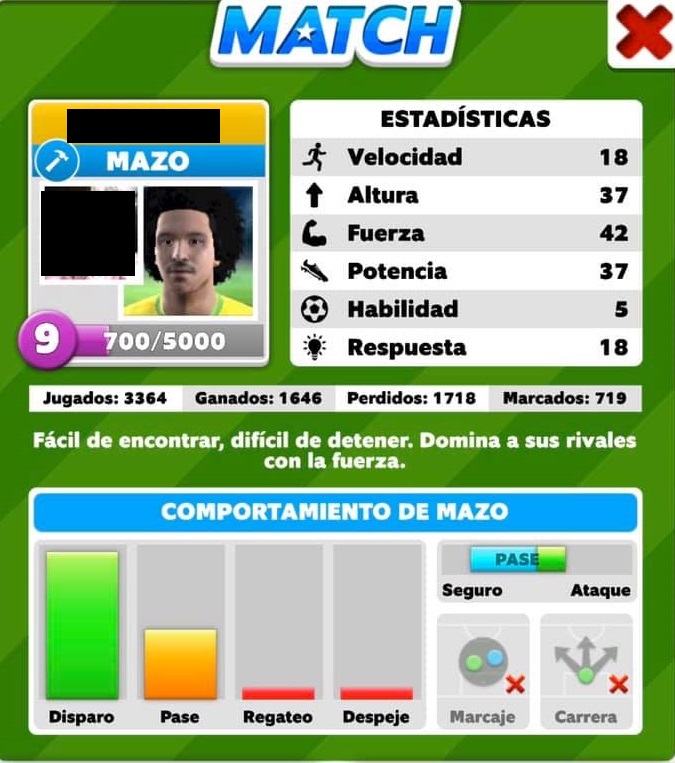 MATCH
MAZO
9
700/5000
ESTADÍSTICAS
Velocidad 18
Altura 37
Fuerza 42
Potencia 37
Habilidad 5
Respuesta 18
Jugados: 3364 Ganados: 1646 Perdidos: 1718 Marcados: 719
Fácil de encontrar, difícil de detener. Domina a sus rivales
con la fuerza.
COMPORTAMIENTO DE MAZO
PASE
Seguro Ataque
Disparo Pase Regateo Despeje Marcaje Carrera